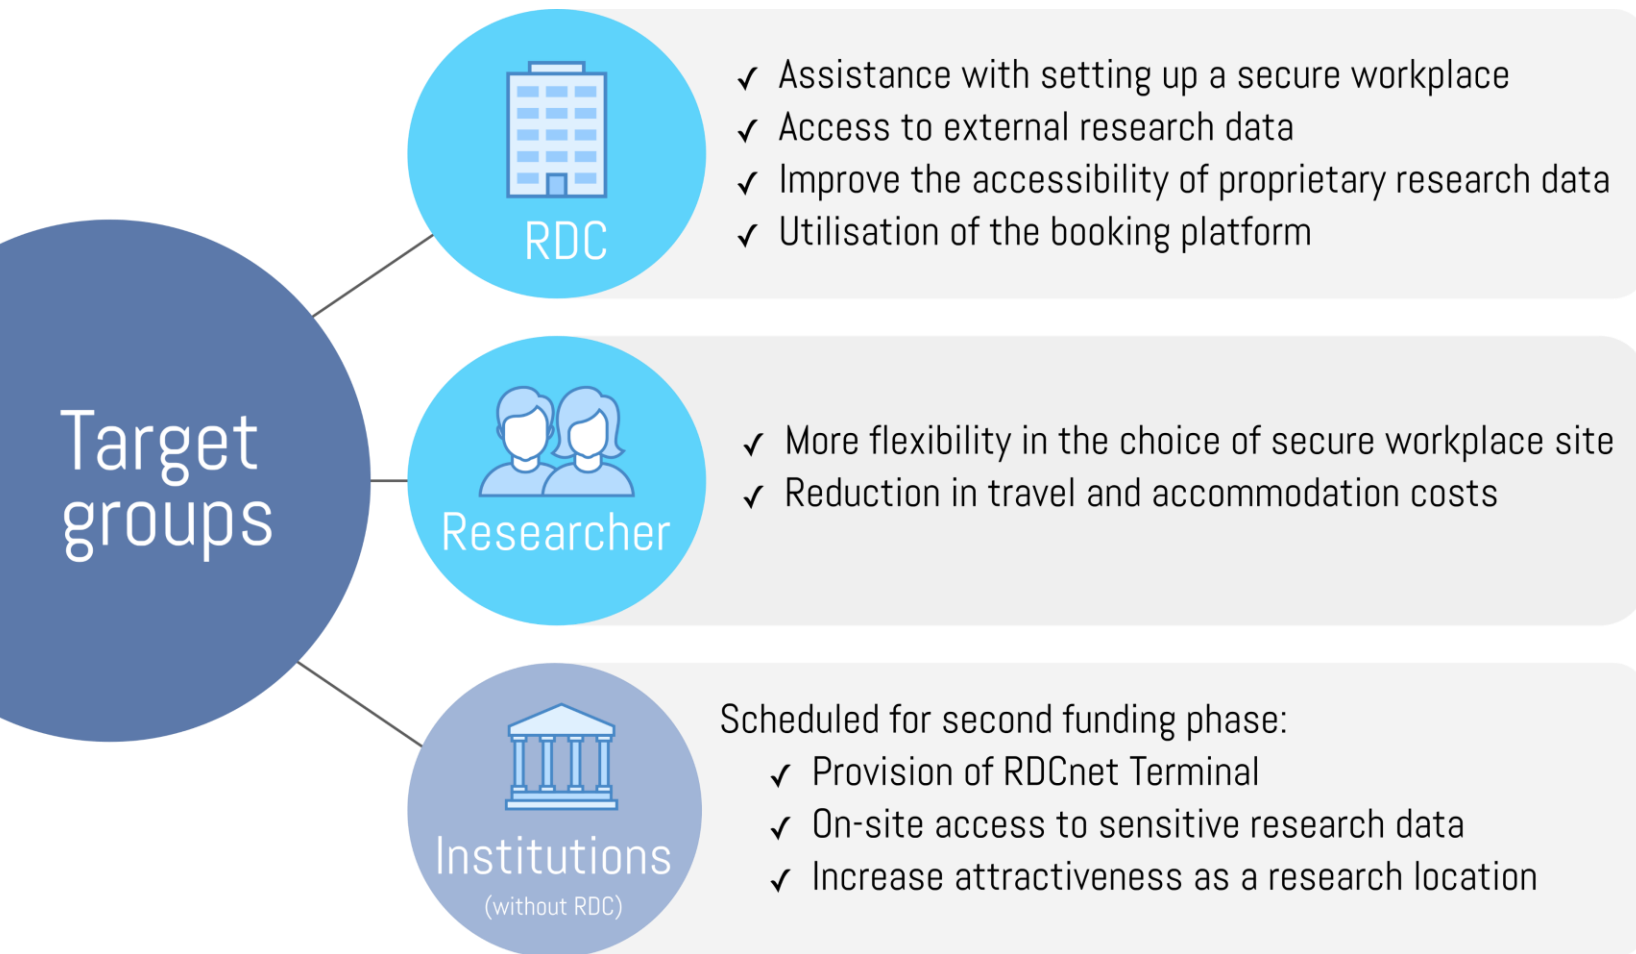 Target
groups
RDC
✓ Assistance with setting up a secure workplace
✓ Access to external research data
✓ Improve the accessibility of proprietary research data
✓ Utilisation of the booking platform
Researcher
✓ More flexibility in the choice of secure workplace site
✓ Reduction in travel and accommodation costs
Institutions
(without RDC)
Scheduled for second funding phase:
✓ Provision of RDCnet Terminal
✓ On-site access to sensitive research data
✓ Increase attractiveness as a research location